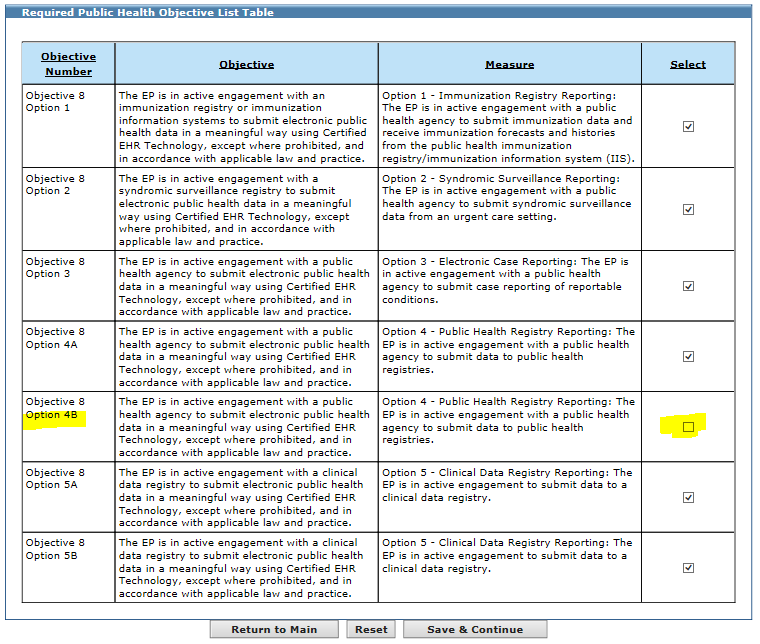 Required Public Health Objective List Table
Objective
Number
Objective
Measure
Select
Objective 8
Option 1
The EP is in active engagement with an
immunization registry or immunization
information systems to submit electronic public
health data in a meaningful way using Certified
EHR Technology, except where prohibited, and
in accordance with applicable law and practice.
Option 1 - Immunization Registry Reporting:
The EP is in active engagement with a public
health agency to submit immunization data and
receive immunization forecasts and histories
from the public health immunization
registry/immunization information system (IIS).
Objective 8
Option 2
The EP is in active engagement with a
syndromic surveillance registry to submit
electronic public health data in a meaningful
way using Certified EHR Technology, except
where prohibited, and in accordance with
applicable law and practice.
Option 2 - Syndromic Surveillance Reporting:
The EP is in active engagement with a public
health agency to submit syndromic surveillance
data from an urgent care setting.
Objective 8
Option 3
The EP is in active engagement with a public
health agency to submit electronic public health
data in a meaningful way using Certified EHR
Technology, except where prohibited, and in
accordance with applicable law and practice.
Option 3 - Electronic Case Reporting: The EP is
in active engagement with a public health
agency to submit case reporting of reportable
conditions.
Objective 8
Option 4A
The EP is in active engagement with a public
health agency to submit electronic public health
data in a meaningful way using Certified EHR
Technology, except where prohibited, and in
accordance with applicable law and practice.
Option 4 - Public Health Registry Reporting: The
EP is in active engagement with a public health
agency to submit data to public health
registries.
Objective 8
Option 4B
The EP is in active engagement with a public
health agency to submit electronic public health
data in a meaningful way using Certified EHR
Technology, except where prohibited, and in
accordance with applicable law and practice.
Option 4 - Public Health Registry Reporting: The
EP is in active engagement with a public health
agency to submit data to public health
registries.
Objective 8
Option 5A
The EP is in active engagement with a clinical
data registry to submit electronic public health
data in a meaningful way using Certified EHR
Technology, except where prohibited, and in
accordance with applicable law and practice.
Option 5 - Clinical Data Registry Reporting: The
EP is in active engagement to submit data to a
clinical data registry.
Objective 8
Option 5B
The EP is in active engagement with a clinical
data registry to submit electronic public health
data in a meaningful way using Certified EHR
Technology, except where prohibited, and in
accordance with applicable law and practice.
Option 5 - Clinical Data Registry Reporting: The
EP is in active engagement to submit data to a
clinical data registry.
Return to Main
Reset
Save & Continue